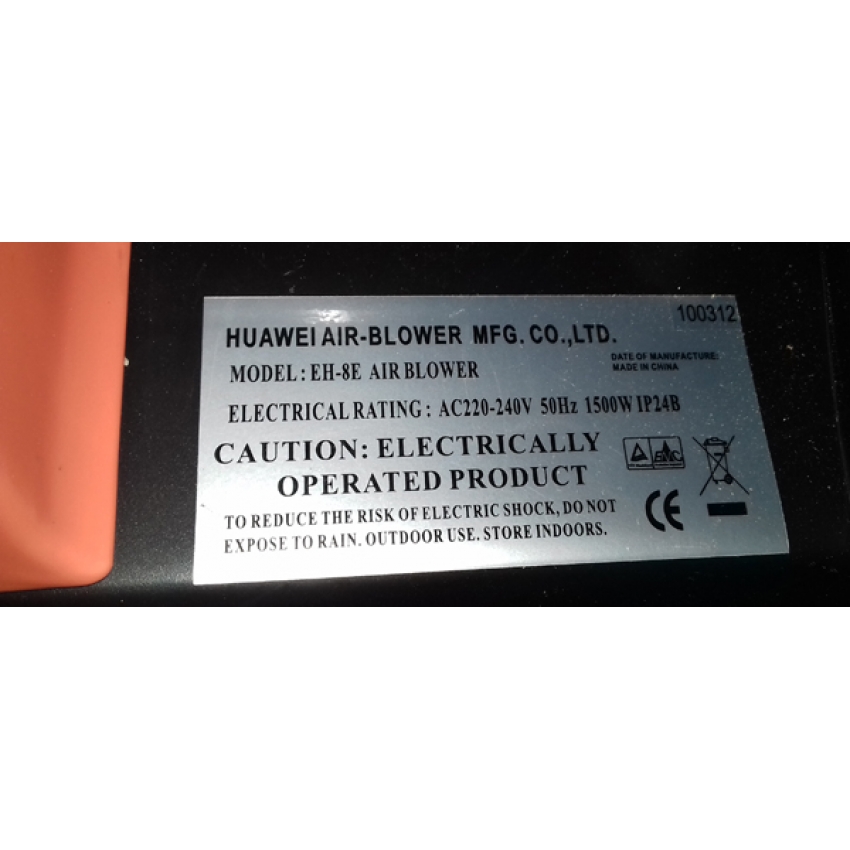 100312
HUAWEI AIR-BLOWER MFG. CO.,LTD.
DATE OF MANUFACTURE:
MADE IN CHINA
MODEL: EH-8E AIR BLOWER
ELECTRICAL RATING: AC220-240V 50Hz 1500W IP24B
CAUTION: ELECTRICALLY
OPERATED PRODUCT
EMC
CE
TO REDUCE THE RISK OF ELECTRIC SHOCK, DO NOT
EXPOSE TO RAIN. OUTDOOR USE. STORE INDOORS.